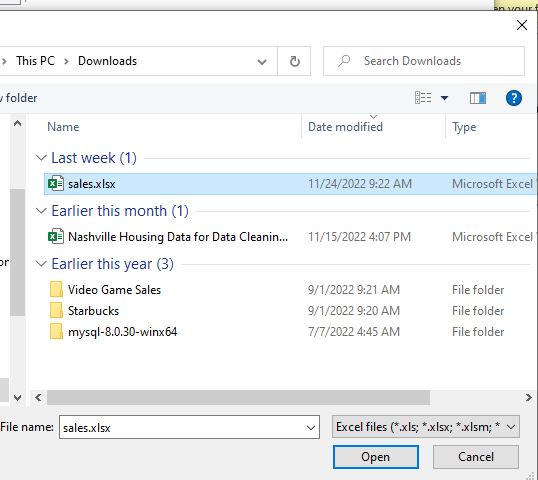 en your f
This PC > Downloads
Search Downloads
w folder
?
Name Date modified Type
Last week (1)
sales.xlsx 11/24/2022 9:22 AM Microsoft Excel
Earlier this month (1)
Nashville Housing Data for Data Cleanin... 11/15/2022 4:07 PM Microsoft Excel
Earlier this year (3)
Video Game Sales 9/1/2022 9:21 AM File folder
Starbucks 9/1/2022 9:20 AM File folder
mysql-8.0.30-winx64 7/7/2022 4:45 AM File folder
File name: sales.xlsx Excel files (*.xls; *.xlsx; *.xlsm; *
Open Cancel